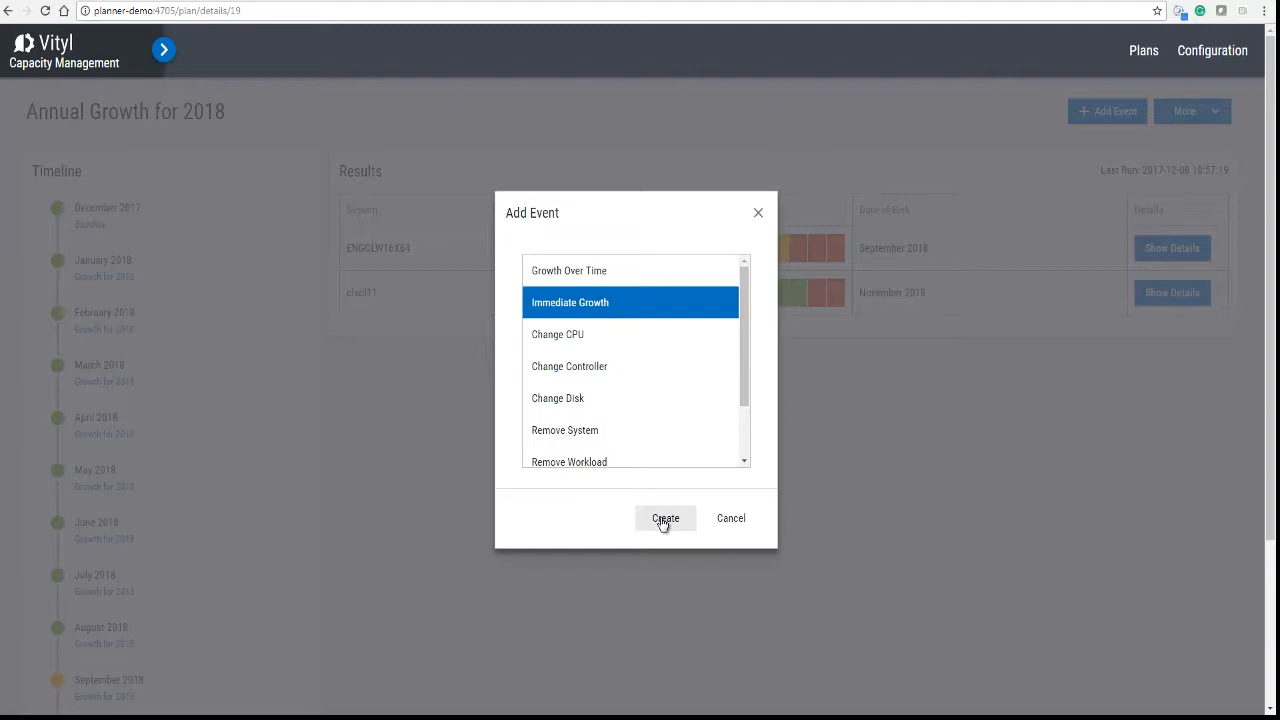 planner-demo:4705/plan/details/19
Vityl
Capacity Management
Plans
Configuration
Annual Growth for 2018
Add Event
More
Timeline
December 2017
Baseline
January 2018
Growth for 2018
February 2018
Growth for 2018
March 2018
Growth for 2018
April 2018
Growth for 2018
May 2018
Growth for 2018
June 2018
Growth for 2018
July 2018
Growth for 2018
August 2018
Growth for 2018
September 2018
Growth for 2018
Results
Last Run: 2017-12-08 10:57:19
System
Date of Risk
Details
ENGCLW16X64
September 2018
Show Details
clscl11
November 2018
Show Details
Add Event
Growth Over Time
Immediate Growth
Change CPU
Change Controller
Change Disk
Remove System
Remove Workload
Create
Cancel